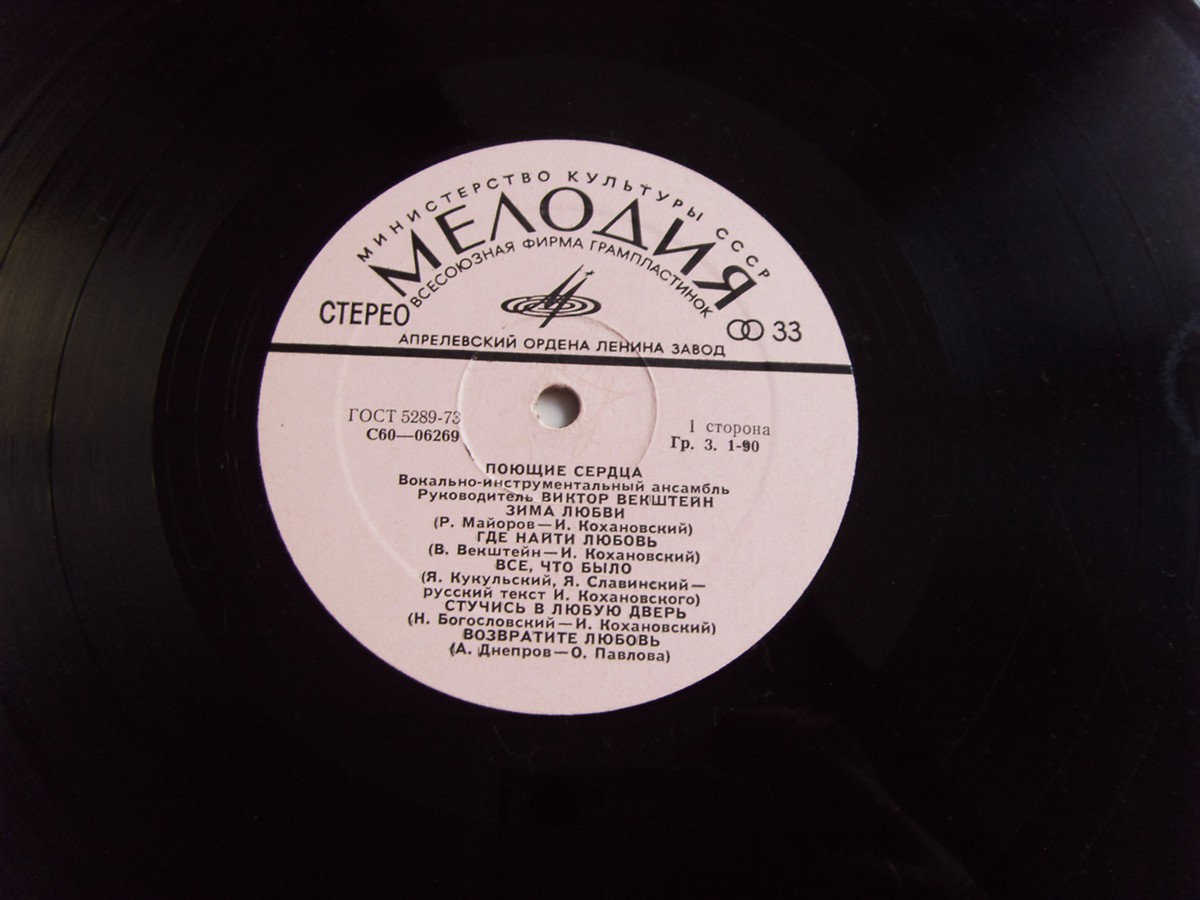 МИНИСТЕРСТВО КУЛЬТУРЫ СССР
МЕЛОДИЯ
ВСЕСОЮЗНАЯ ФИРМА ГРАМПЛАСТИНОК
СТЕРЕО
33
АПРЕЛЕВСКИЙ ОРДЕНА ЛЕНИНА ЗАВОД
ГОСТ 5289-73
С60—06269
1 сторона
Гр. 3. 1-90
ПОЮЩИЕ СЕРДЦА
Вокально-инструментальный ансамбль
Руководитель ВИКТОР ВЕКШТЕЙН
ЗИМА ЛЮБВИ
(Р. Майоров—И. Кохановский)
ГДЕ НАЙТИ ЛЮБОВЬ
(В. Векштейн—И. Кохановский)
ВСЕ, ЧТО БЫЛО
(Я. Кукульский, Я. Славинский—
русский текст И. Кохановского)
СТУЧИСЬ В ЛЮБУЮ ДВЕРЬ
(Н. Богословский—И. Кохановский)
ВОЗВРАТИТЕ ЛЮБОВЬ
(А. Днепров—О. Павлова)